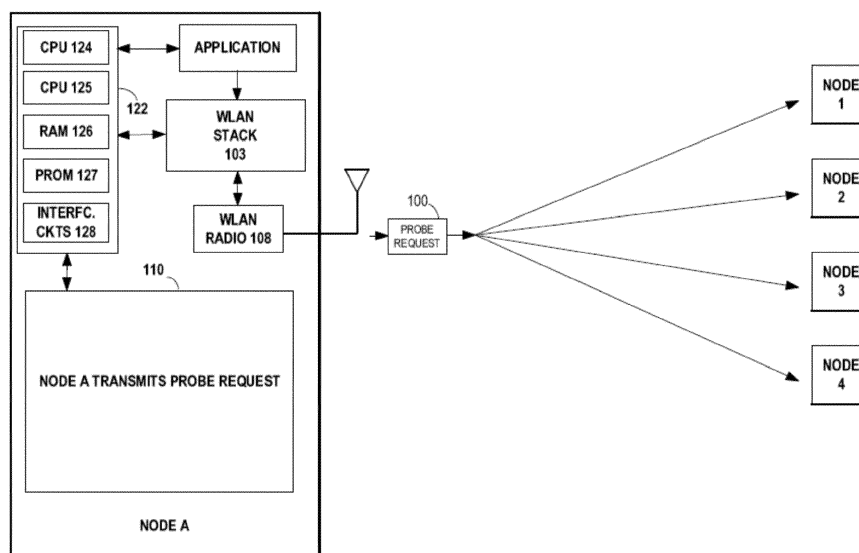 CPU 124
CPU 125
122
RAM 126
PROM 127
INTERFC.
CKTS 128
APPLICATION
WLAN
STACK
103
WLAN
RADIO 108
110
NODE A TRANSMITS PROBE REQUEST
NODE A
100
PROBE
REQUEST
NODE
1
NODE
2
NODE
3
NODE
4